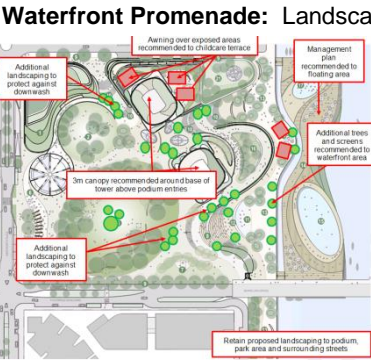 Waterfront Promenade: Landsca
Awning over exposed areas
recommended to childcare terrace
Additional
landscaping to
protect against
downwash
Management
plan
recommended to
floating area
Additional trees
and screens
recommended to
waterfront area
3m canopy recommended around base of
tower above podium entries
Additional
landscaping to
protect against
downwash
Retain proposed landscaping to podium,
park area and surrounding streets